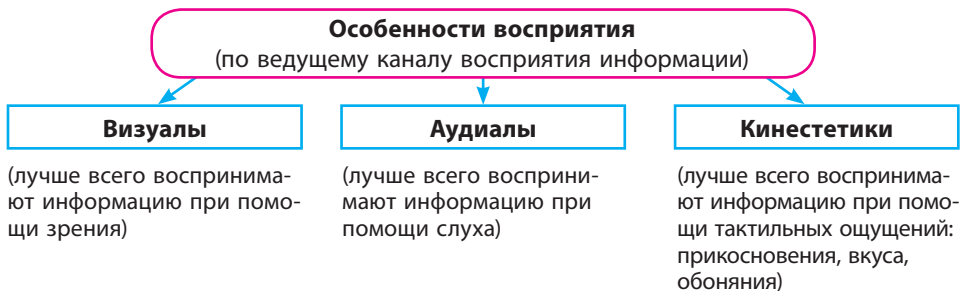 Особенности восприятия
(по ведущему каналу восприятия информации)
Визуалы
(лучше всего воспринима-
ют информацию при помо-
щи зрения)
Аудиалы
(лучше всего восприни-
мают информацию при
помощи слуха)
Кинестетики
(лучше всего воспринима-
ют информацию при помо-
щи тактильных ощущений:
прикосновения, вкуса,
обоняния)